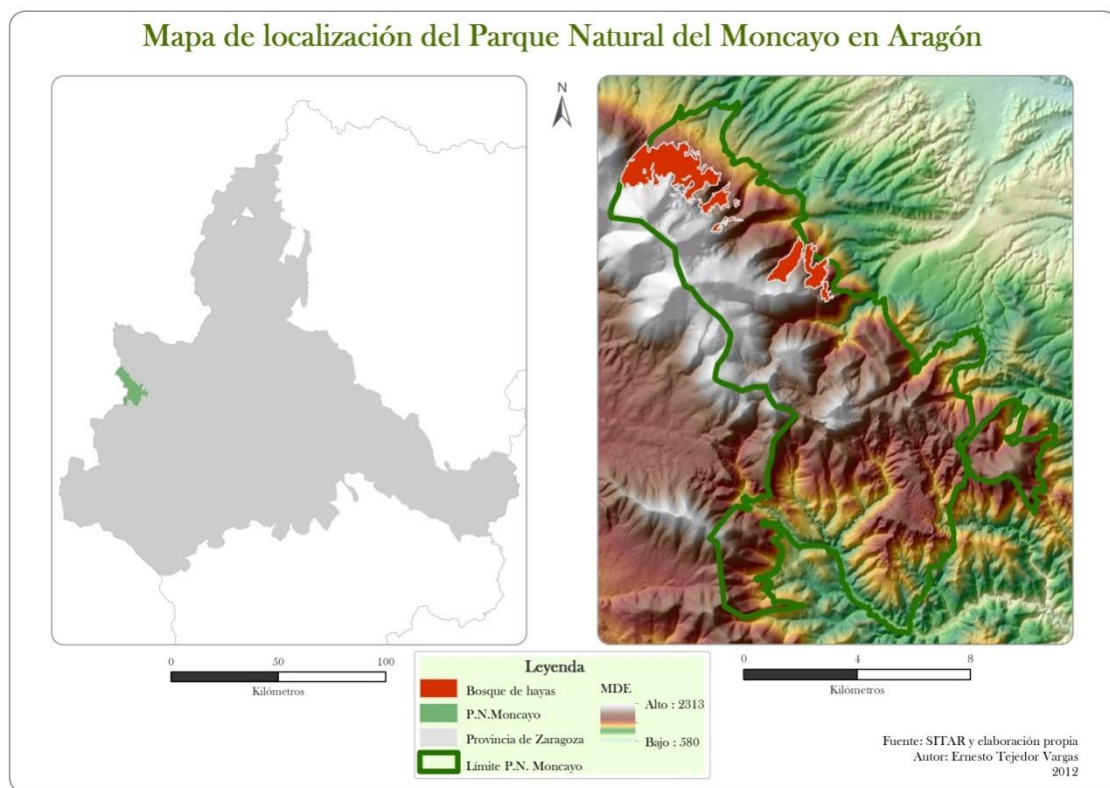 Mapa de localización del Parque Natural del Moncayo en Aragón
N
0 50 100
Kilómetros
0 4 8
Kilómetros
Leyenda
Bosque de hayas
P.N.Moncayo
Provincia de Zaragoza
Límite P.N. Moncayo
MDE
Alto : 2313
Bajo : 580
Fuente: SITAR y elaboración propia
Autor: Ernesto Tejedor Vargas
2012